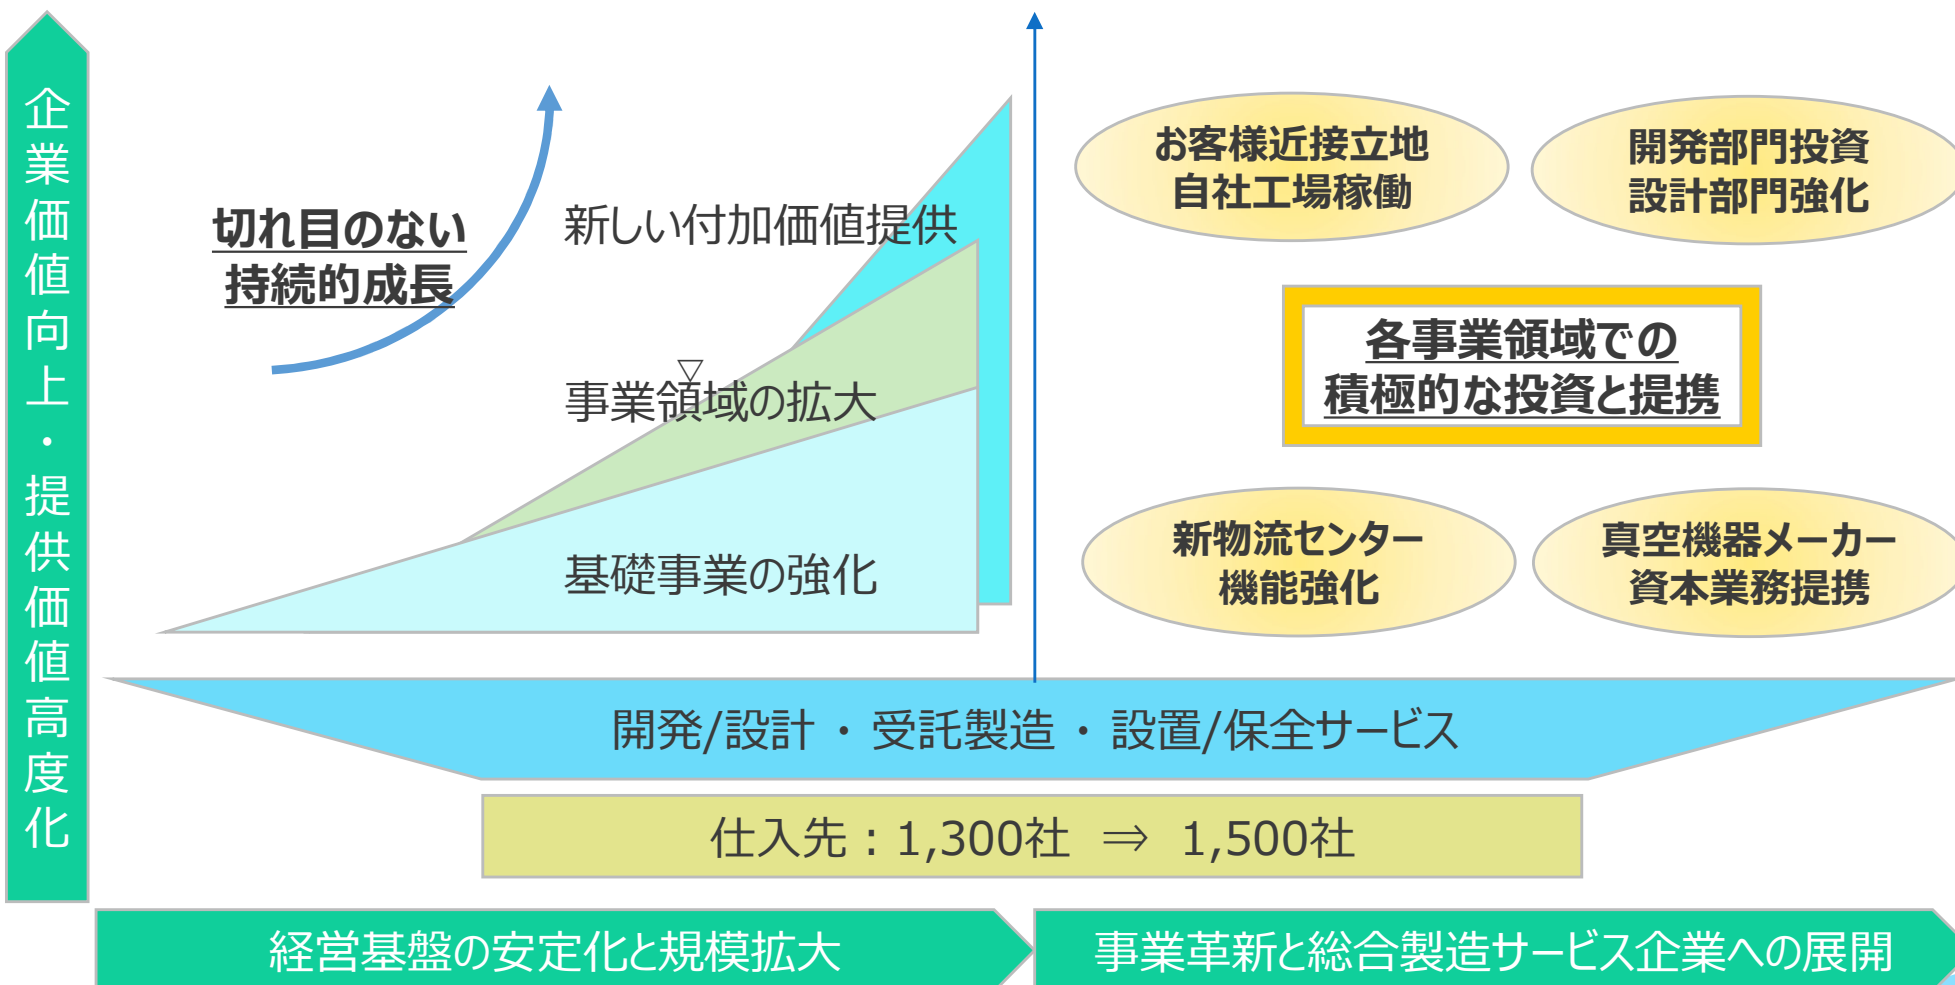 企業価値向上・提供価値高度化
切れ目のない
持続的成長
新しい付加価値提供
▽
事業領域の拡大
基礎事業の強化
お客様近接立地
自社工場稼働
開発部門投資
設計部門強化
各事業領域での
積極的な投資と提携
新物流センター
機能強化
真空機器メーカー
資本業務提携
開発/設計 ・ 受託製造 ・ 設置/保全サービス
仕入先：1,300社 ⇒ 1,500社
経営基盤の安定化と規模拡大
事業革新と総合製造サービス企業への展開